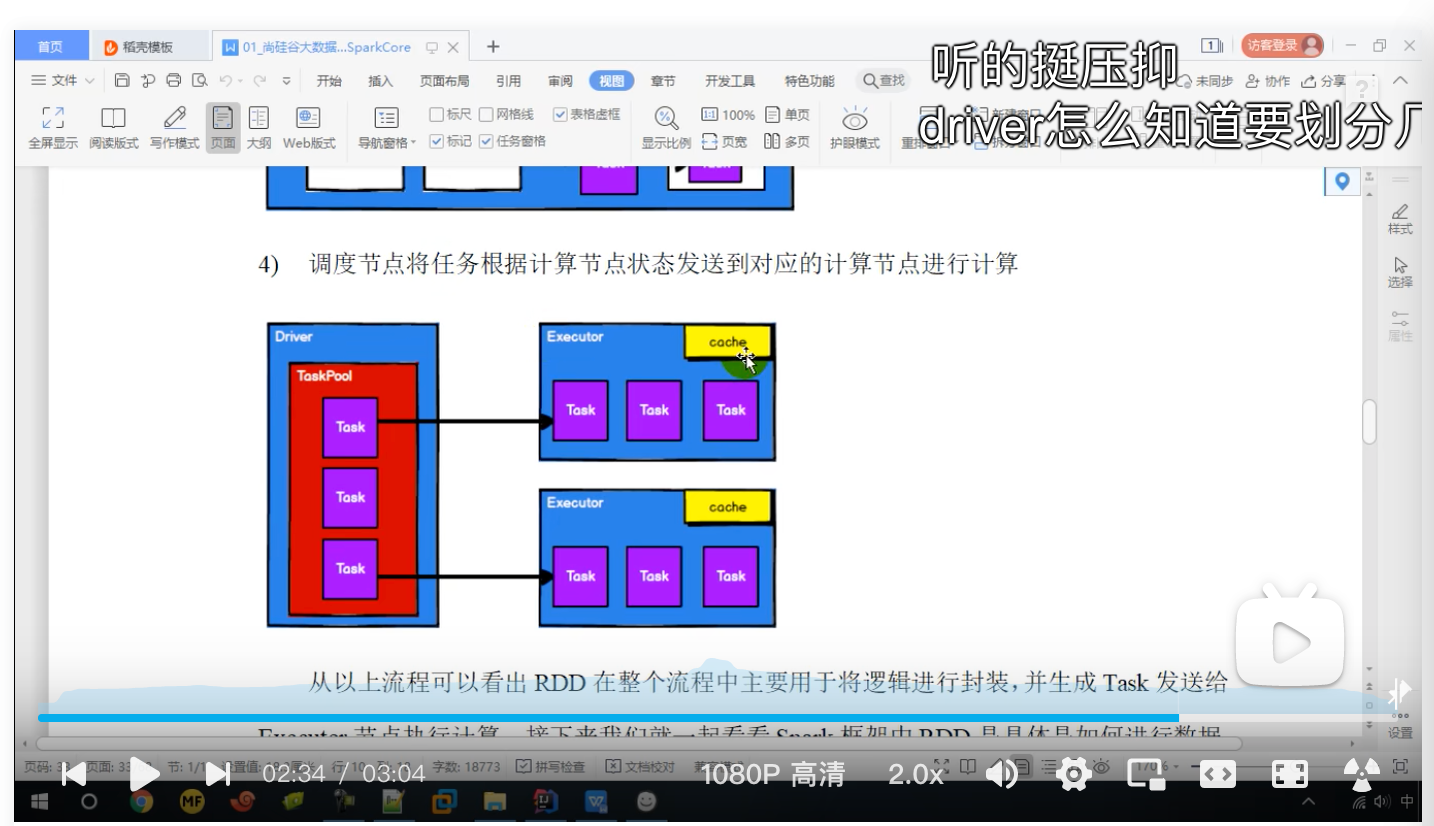 首页
稻壳模板
01_尚硅谷大数据...SparkCore
访客登录
听的挺压抑
文件
开始
插入
页面布局
引用
审阅
视图
章节
开发工具
特色功能
查找
未同步
协作
分享
driver怎么知道要划分
全屏显示
阅读版式
写作模式
页面
大纲
Web版式
导航窗格
标尺
网格线
表格虚框
标记
任务窗格
显示比例
100%
页宽
单页
多页
护眼模式
4) 调度节点将任务根据计算节点状态发送到对应的计算节点进行计算
Driver
TaskPool
Task
Task
Task
Executor
cache
Task
Task
Task
Executor
cache
Task
Task
Task
样式
选择
属性
从以上流程可以看出 RDD 在整个流程中主要用于将逻辑进行封装，并生成 Task 发送给
Executor 节点执行计算，接下来我们就一起看看 Spark 框架中 RDD 是具体是如何进行数据
设置
02:34 / 03:04
字数: 18773
拼写检查
文档校对
1080P 高清
2.0x
中